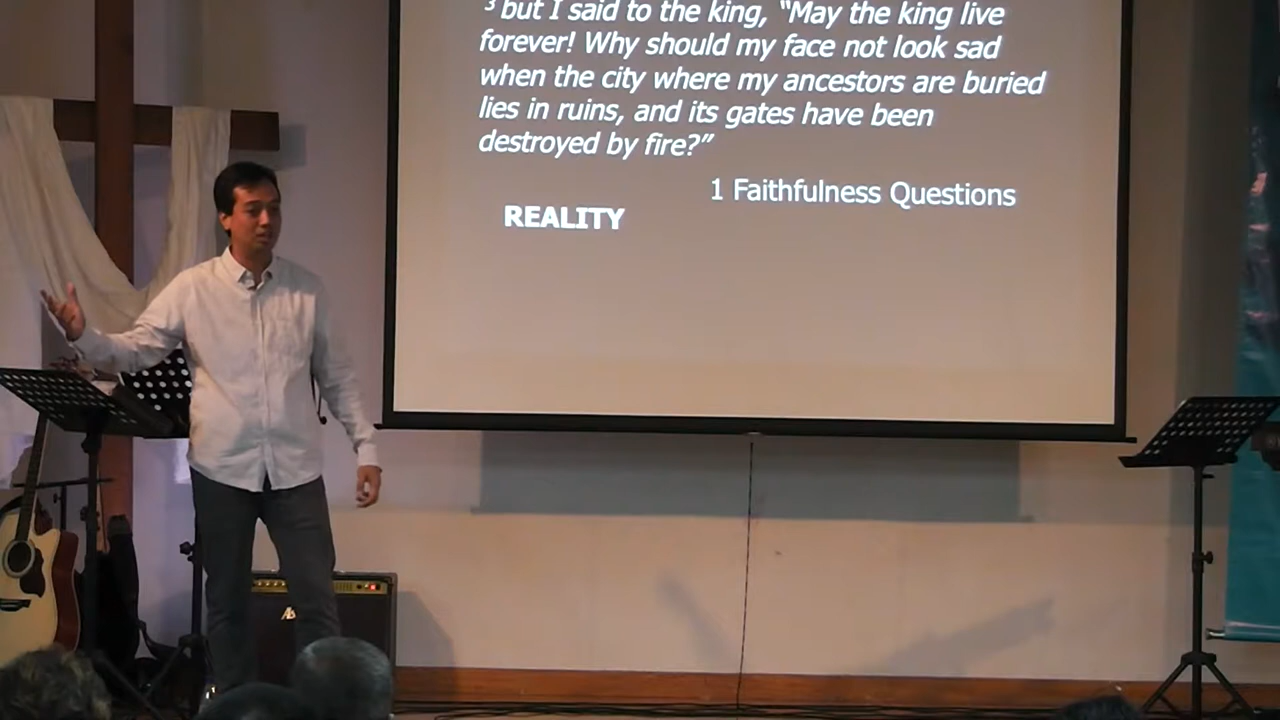 ³ but I said to the king, “May the king live
forever! Why should my face not look sad
when the city where my ancestors are buried
lies in ruins, and its gates have been
destroyed by fire?”
1 Faithfulness Questions
REALITY